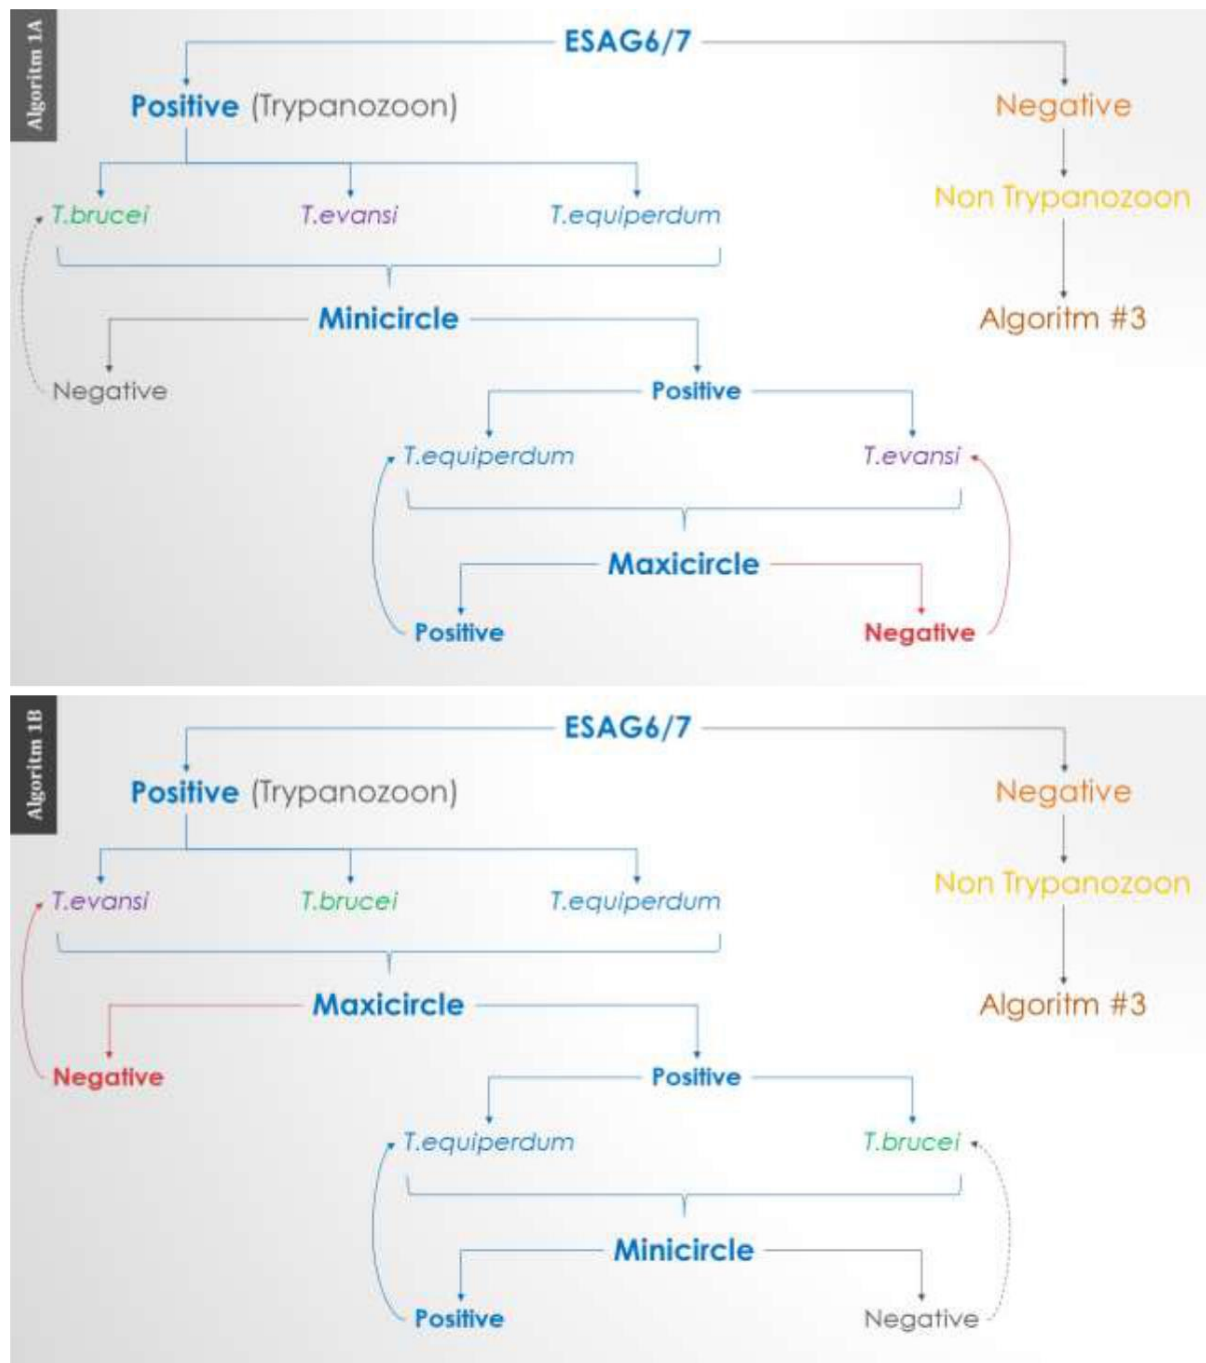 Algoritm 1A
ESAG6/7
Positive (Trypanozoon)
Negative
Non Trypanozoon
T.brucei
T.evansi
T.equiperdum
Minicircle
Algoritm #3
Negative
Positive
T.equiperdum
T.evansi
Maxicircle
Positive
Negative
Algoritm 1B
ESAG6/7
Positive (Trypanozoon)
Negative
Non Trypanozoon
T.evansi
T.brucei
T.equiperdum
Maxicircle
Algoritm #3
Negative
Positive
T.equiperdum
T.brucei
Minicircle
Positive
Negative